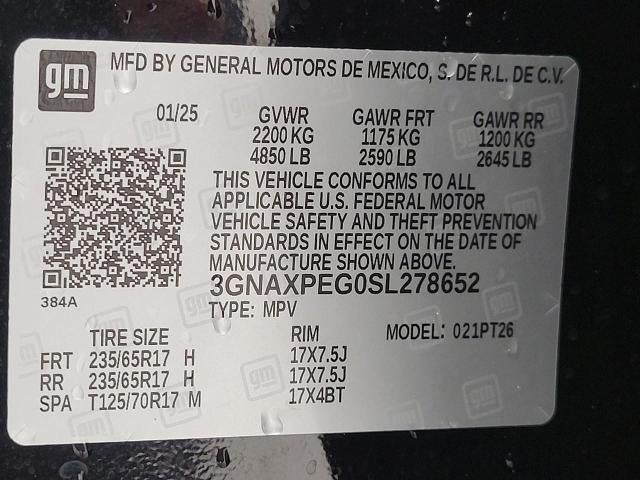 gm MFD BY GENERAL MOTORS DE MEXICO, S. DE R.L. DE C.V.
01/25 GVWR GAWR FRT GAWR RR
2200 KG 1175 KG 1200 KG
4850 LB 2590 LB 2645 LB
THIS VEHICLE CONFORMS TO ALL
APPLICABLE U.S. FEDERAL MOTOR
VEHICLE SAFETY AND THEFT PREVENTION
STANDARDS IN EFFECT ON THE DATE OF
MANUFACTURE SHOWN ABOVE.
3GNAXPEG0SL278652
384A
TYPE: MPV
TIRE SIZE RIM MODEL: 021PT26
FRT 235/65R17 H 17X7.5J
RR 235/65R17 H 17X7.5J
SPA T125/70R17 M 17X4BT